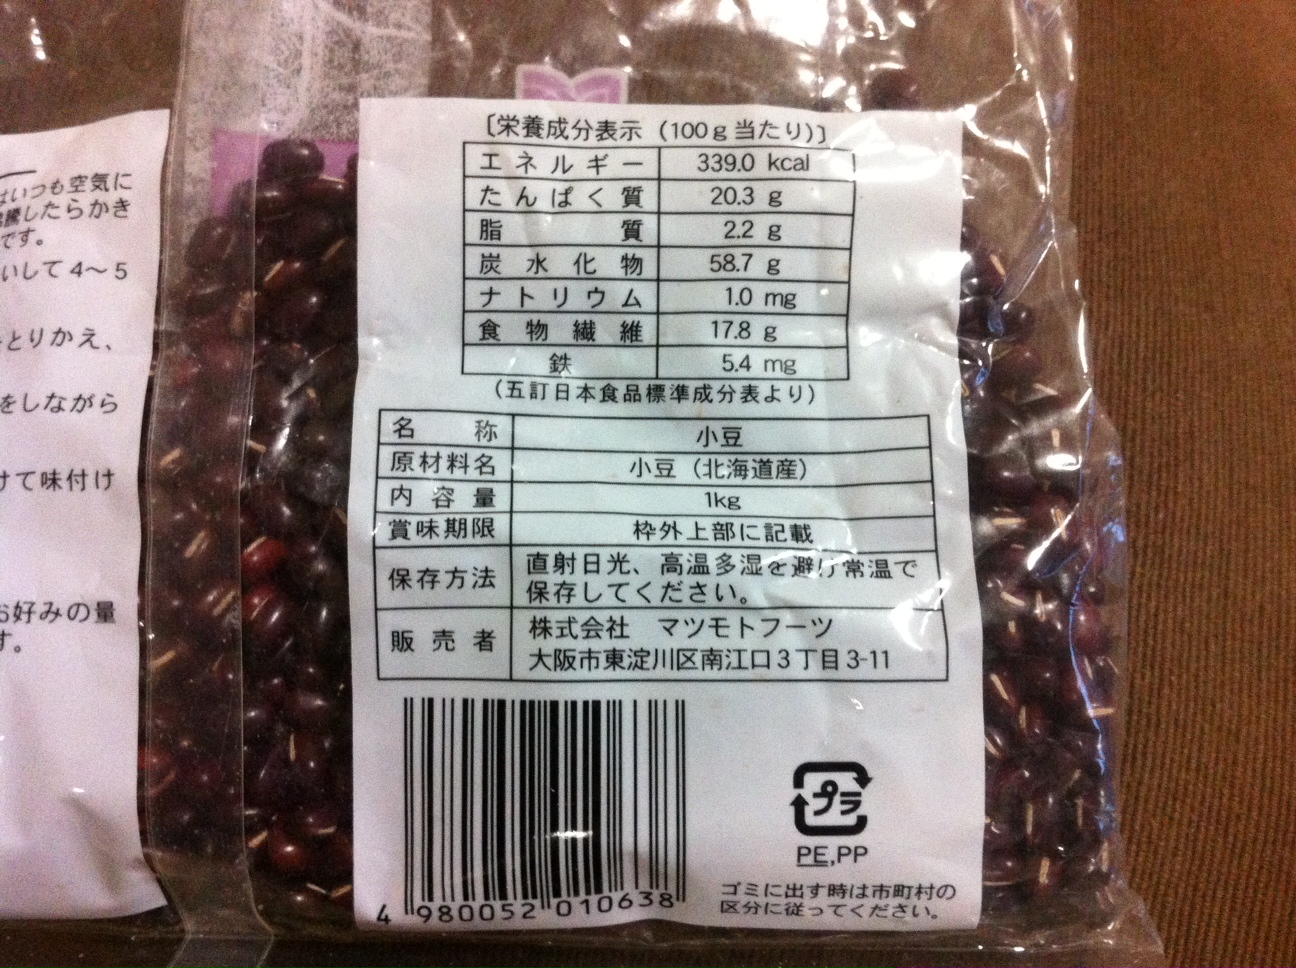 はいつも空気に
騰したらかき
です。
いして4～5
とりかえ、
をしながら
けて味付け
お好みの量
す。
〔栄養成分表示（100g当たり）〕
エネルギー 339.0 kcal
たんぱく質 20.3 g
脂質 2.2 g
炭水化物 58.7 g
ナトリウム 1.0 mg
食物繊維 17.8 g
鉄 5.4 mg
（五訂日本食品標準成分表より）
名称 小豆
原材料名 小豆（北海道産）
内容量 1kg
賞味期限 枠外上部に記載
保存方法 直射日光、高温多湿を避け常温で
保存してください。
販売者 株式会社 マツモトフーツ
大阪市東淀川区南江口3丁目3-11
4 980052 010638
プラ
PE,PP
ゴミに出す時は市町村の
区分に従ってください。